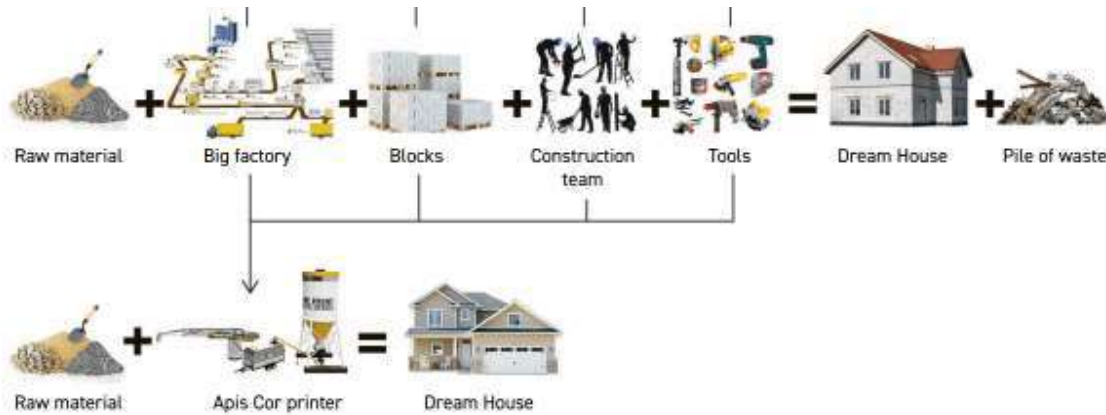 Raw material
Big factory
Blocks
Construction
team
Tools
Dream House
Pile of waste
Raw material
Apis Cor printer
Dream House